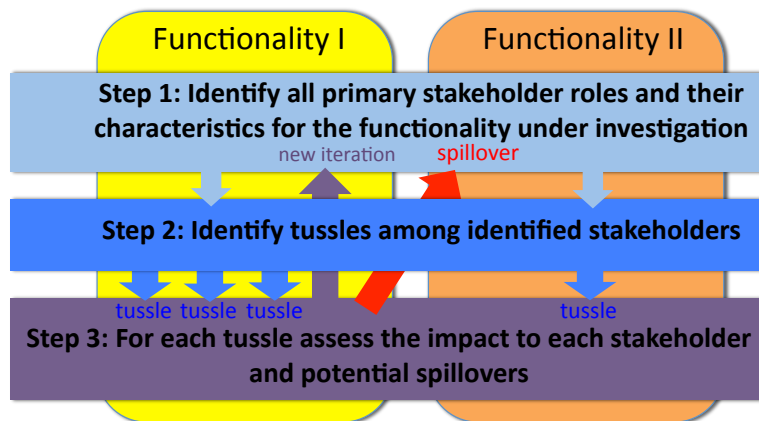 Functionality I
Functionality II
Step 1: Identify all primary stakeholder roles and their
characteristics for the functionality under investigation
new iteration
spillover
Step 2: Identify tussles among identified stakeholders
tussle tussle tussle
tussle
Step 3: For each tussle assess the impact to each stakeholder
and potential spillovers